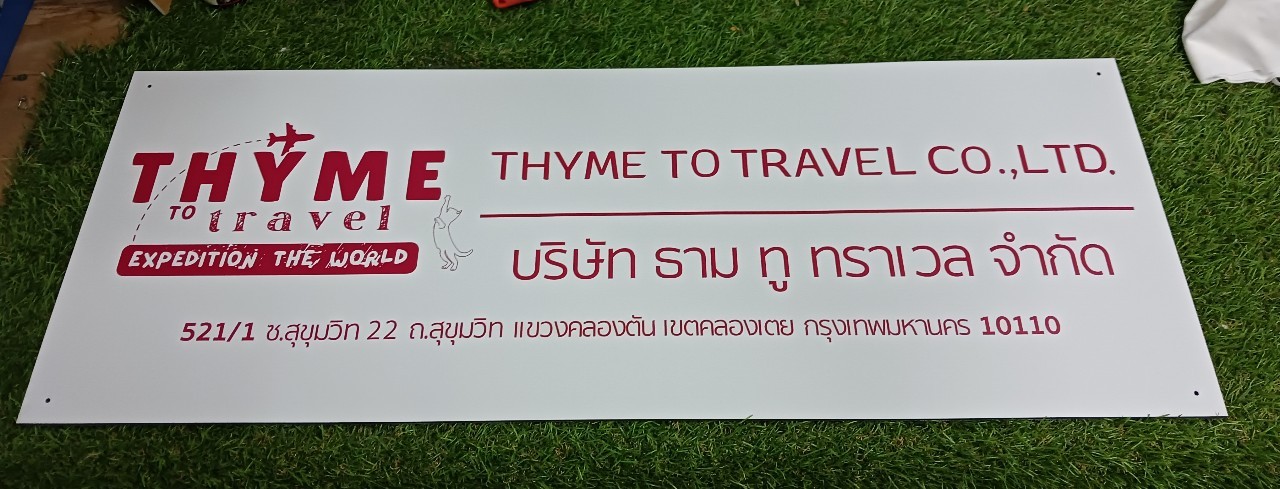 THYME
TO travel
EXPEDITION THE WORLD
THYME TO TRAVEL CO.,LTD.
บริษัท ธาม ทู ทราเวล จำกัด
521/1 ซ.สุขุมวิท 22 ถ.สุขุมวิท แขวงคลองตัน เขตคลองเตย กรุงเทพมหานคร 10110